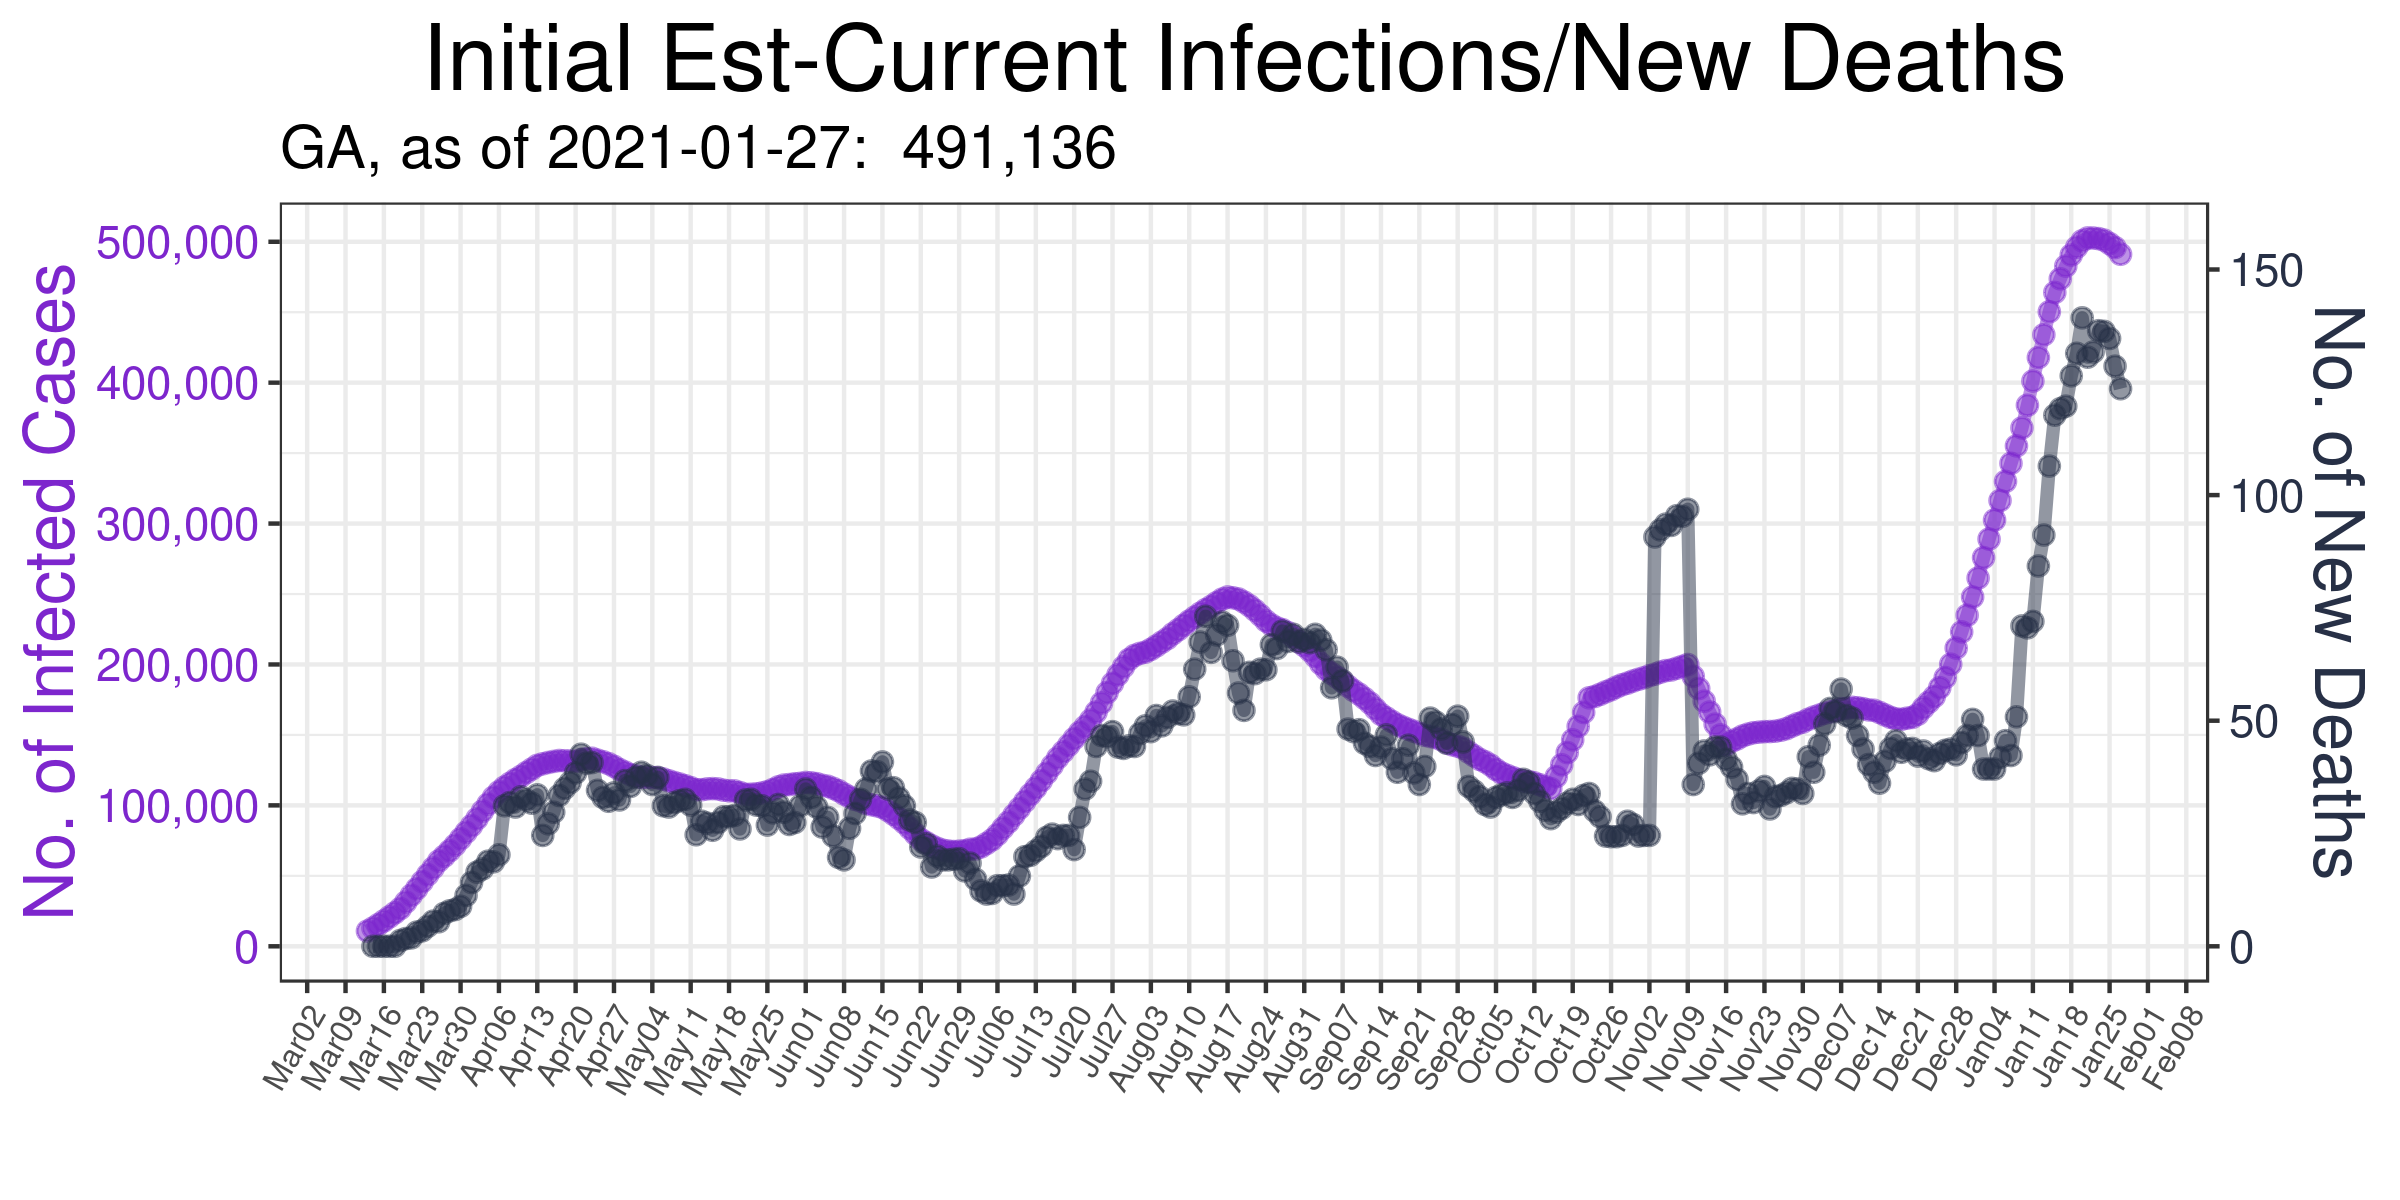 Initial Est-Current Infections/New Deaths
GA, as of 2021-01-27:  491,136
No. of Infected Cases
500,000
400,000
300,000
200,000
100,000
0
150
100
50
0
No. of New Deaths
Mar02
Mar09
Mar16
Mar23
Mar30
Apr06
Apr13
Apr20
Apr27
May04
May11
May18
May25
Jun01
Jun08
Jun15
Jun22
Jun29
Jul06
Jul13
Jul20
Jul27
Aug03
Aug10
Aug17
Aug24
Aug31
Sep07
Sep14
Sep21
Sep28
Oct05
Oct12
Oct19
Oct26
Nov02
Nov09
Nov16
Nov23
Nov30
Dec07
Dec14
Dec21
Dec28
Jan04
Jan11
Jan18
Jan25
Feb01
Feb08